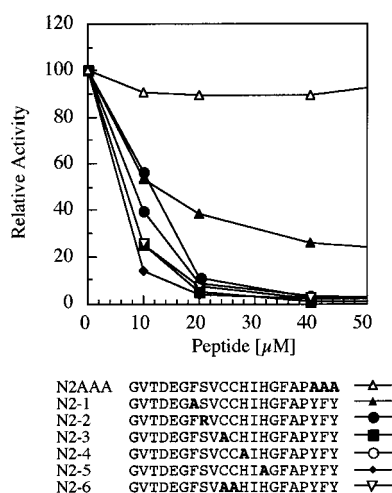 120
100
80
60
40
20
0
Relative Activity
0 10 20 30 40 50
Peptide [µM]
N2AAA GVTDEGFSVCCHIHGFAPAAA
N2-1 GVTDEGASVCCHIHGFAPYFY
N2-2 GVTDEGFRVCCHIHGFAPYFY
N2-3 GVTDEGFSVACHIHGFAPYFY
N2-4 GVTDEGFSVCCAIHGFAPYFY
N2-5 GVTDEGFSVCCHIAGFAPYFY
N2-6 GVTDEGFSVAAHIHGFAPYFY